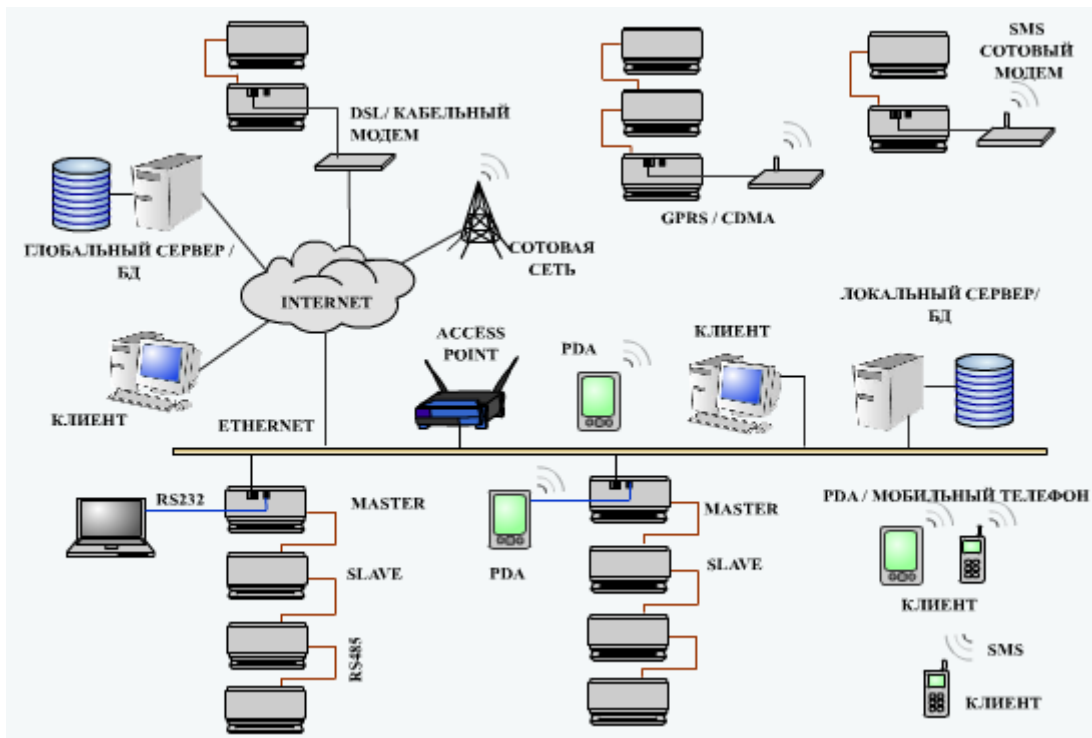 SMS
СОТОВЫЙ
МОДЕМ
DSL/ КАБЕЛЬНЫЙ
МОДЕМ
GPRS / CDMA
ГЛОБАЛЬНЫЙ СЕРВЕР /
БД
СОТОВАЯ
СЕТЬ
INTERNET
ЛОКАЛЬНЫЙ СЕРВЕР/
БД
ACCESS
POINT
PDA
КЛИЕНТ
КЛИЕНТ
ETHERNET
RS232
MASTER
MASTER
PDA / МОБИЛЬНЫЙ ТЕЛЕФОН
SLAVE
PDA
SLAVE
КЛИЕНТ
RS485
SMS
КЛИЕНТ